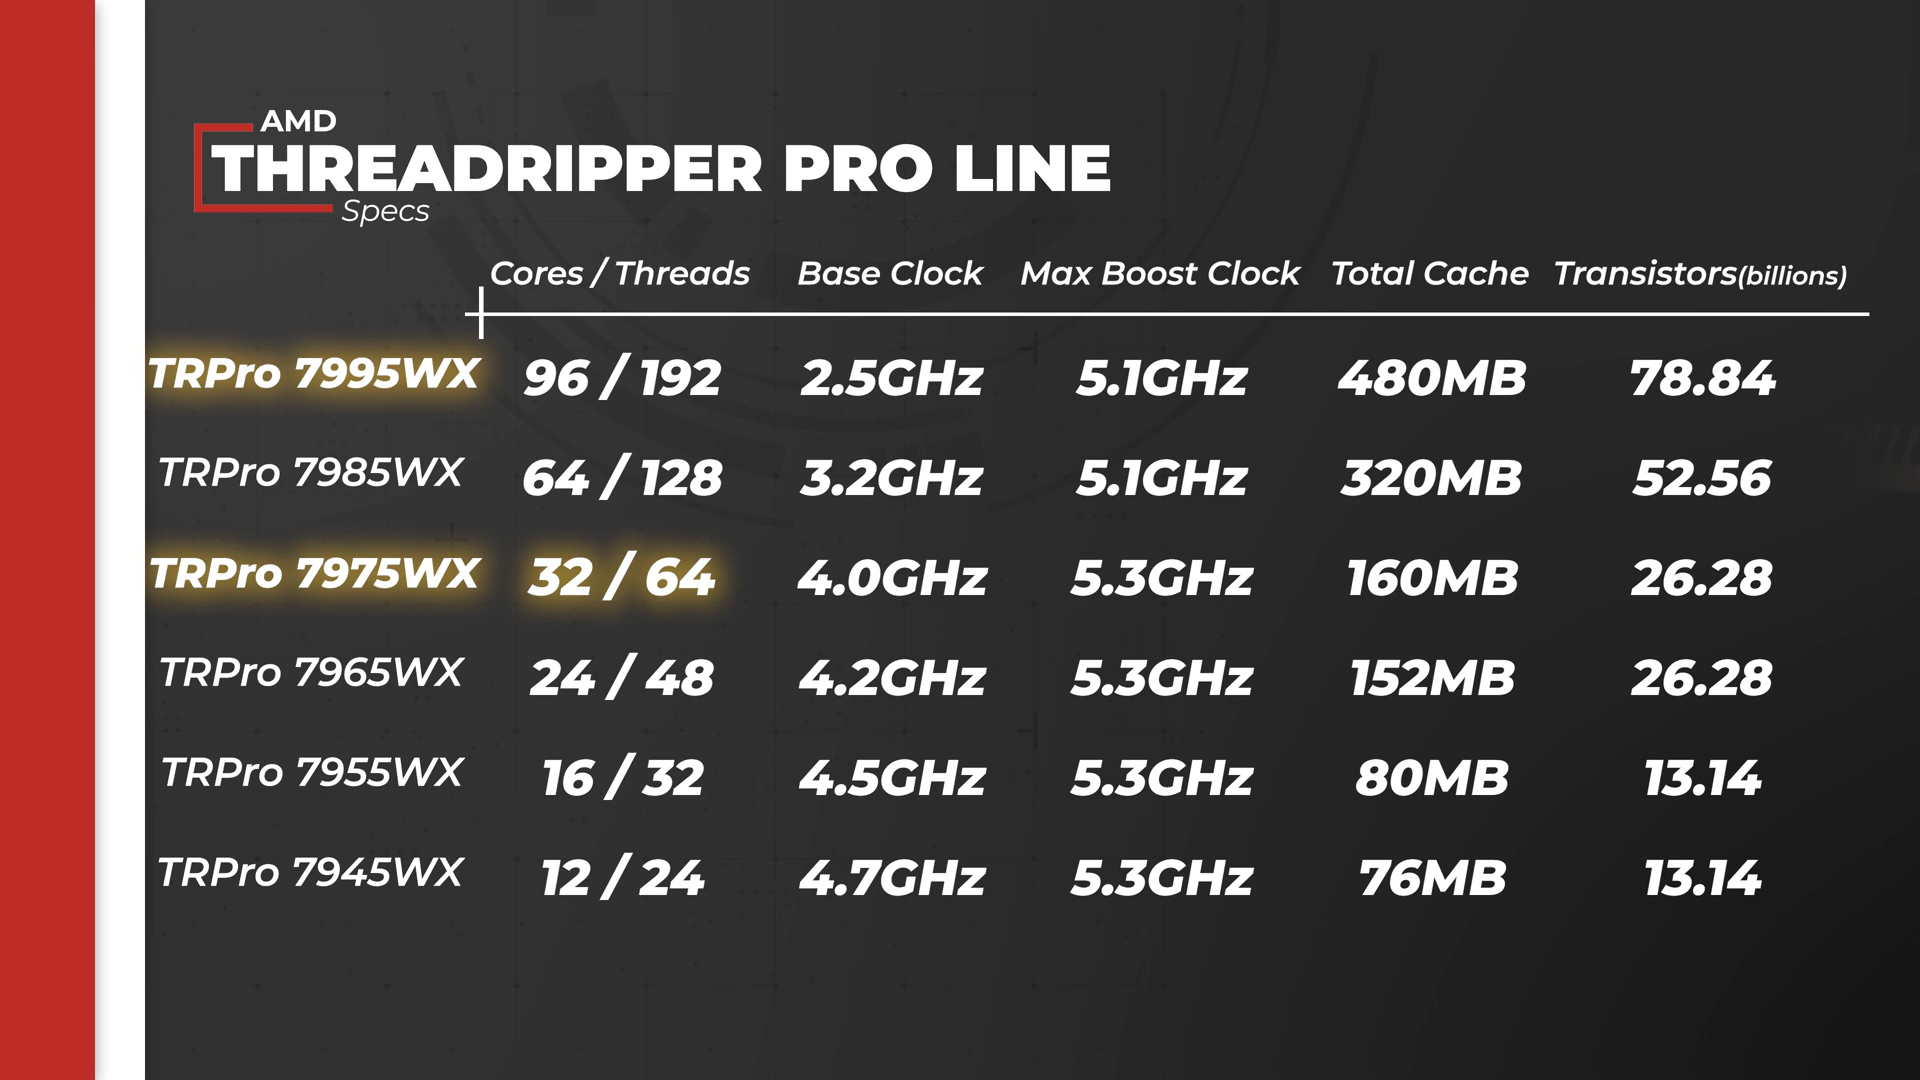 AMD
THREADRIPPER PRO LINE
Specs
Cores / Threads Base Clock Max Boost Clock Total Cache Transistors(billions)
TRPro 7995WX 96 / 192 2.5GHz 5.1GHz 480MB 78.84
TRPro 7985WX 64 / 128 3.2GHz 5.1GHz 320MB 52.56
TRPro 7975WX 32 / 64 4.0GHz 5.3GHz 160MB 26.28
TRPro 7965WX 24 / 48 4.2GHz 5.3GHz 152MB 26.28
TRPro 7955WX 16 / 32 4.5GHz 5.3GHz 80MB 13.14
TRPro 7945WX 12 / 24 4.7GHz 5.3GHz 76MB 13.14